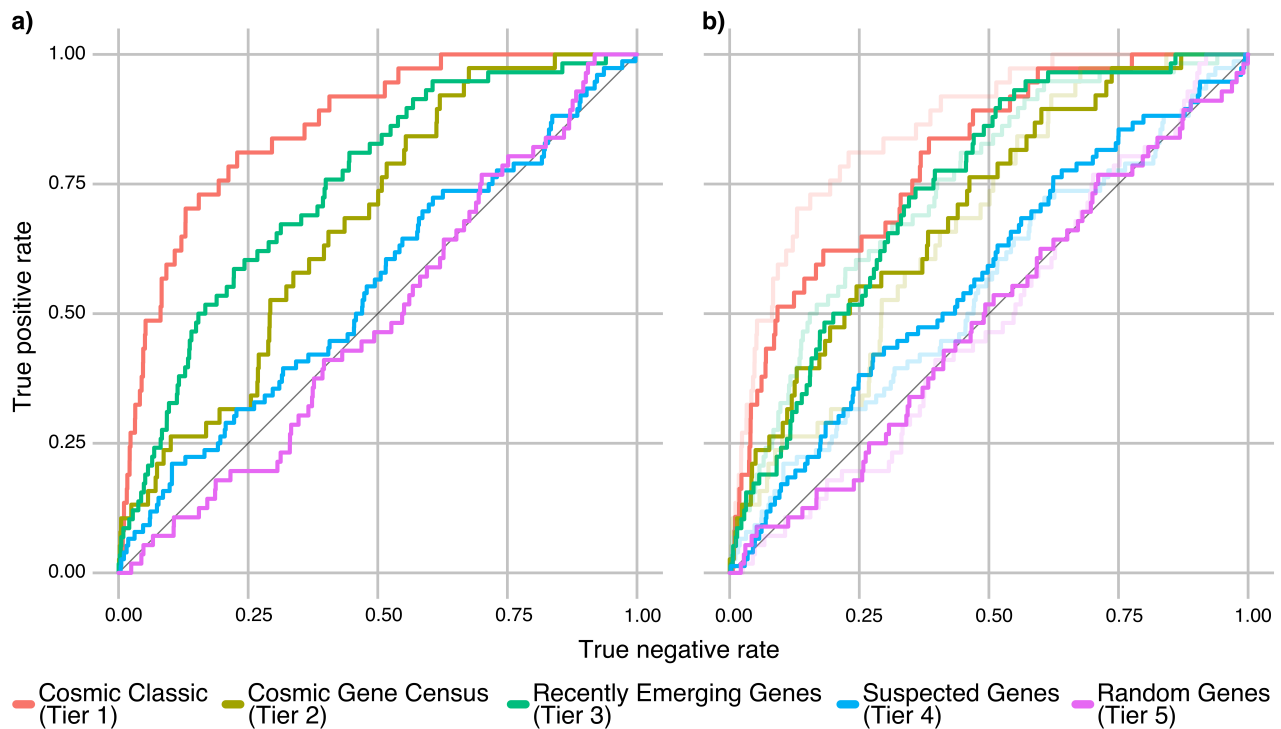 a)
b)
1.00
0.75
0.50
0.25
0.00
True positive rate
0.00 0.25 0.50 0.75 1.00
0.00 0.25 0.50 0.75 1.00
True negative rate
Cosmic Classic
(Tier 1)
Cosmic Gene Census
(Tier 2)
Recently Emerging Genes
(Tier 3)
Suspected Genes
(Tier 4)
Random Genes
(Tier 5)